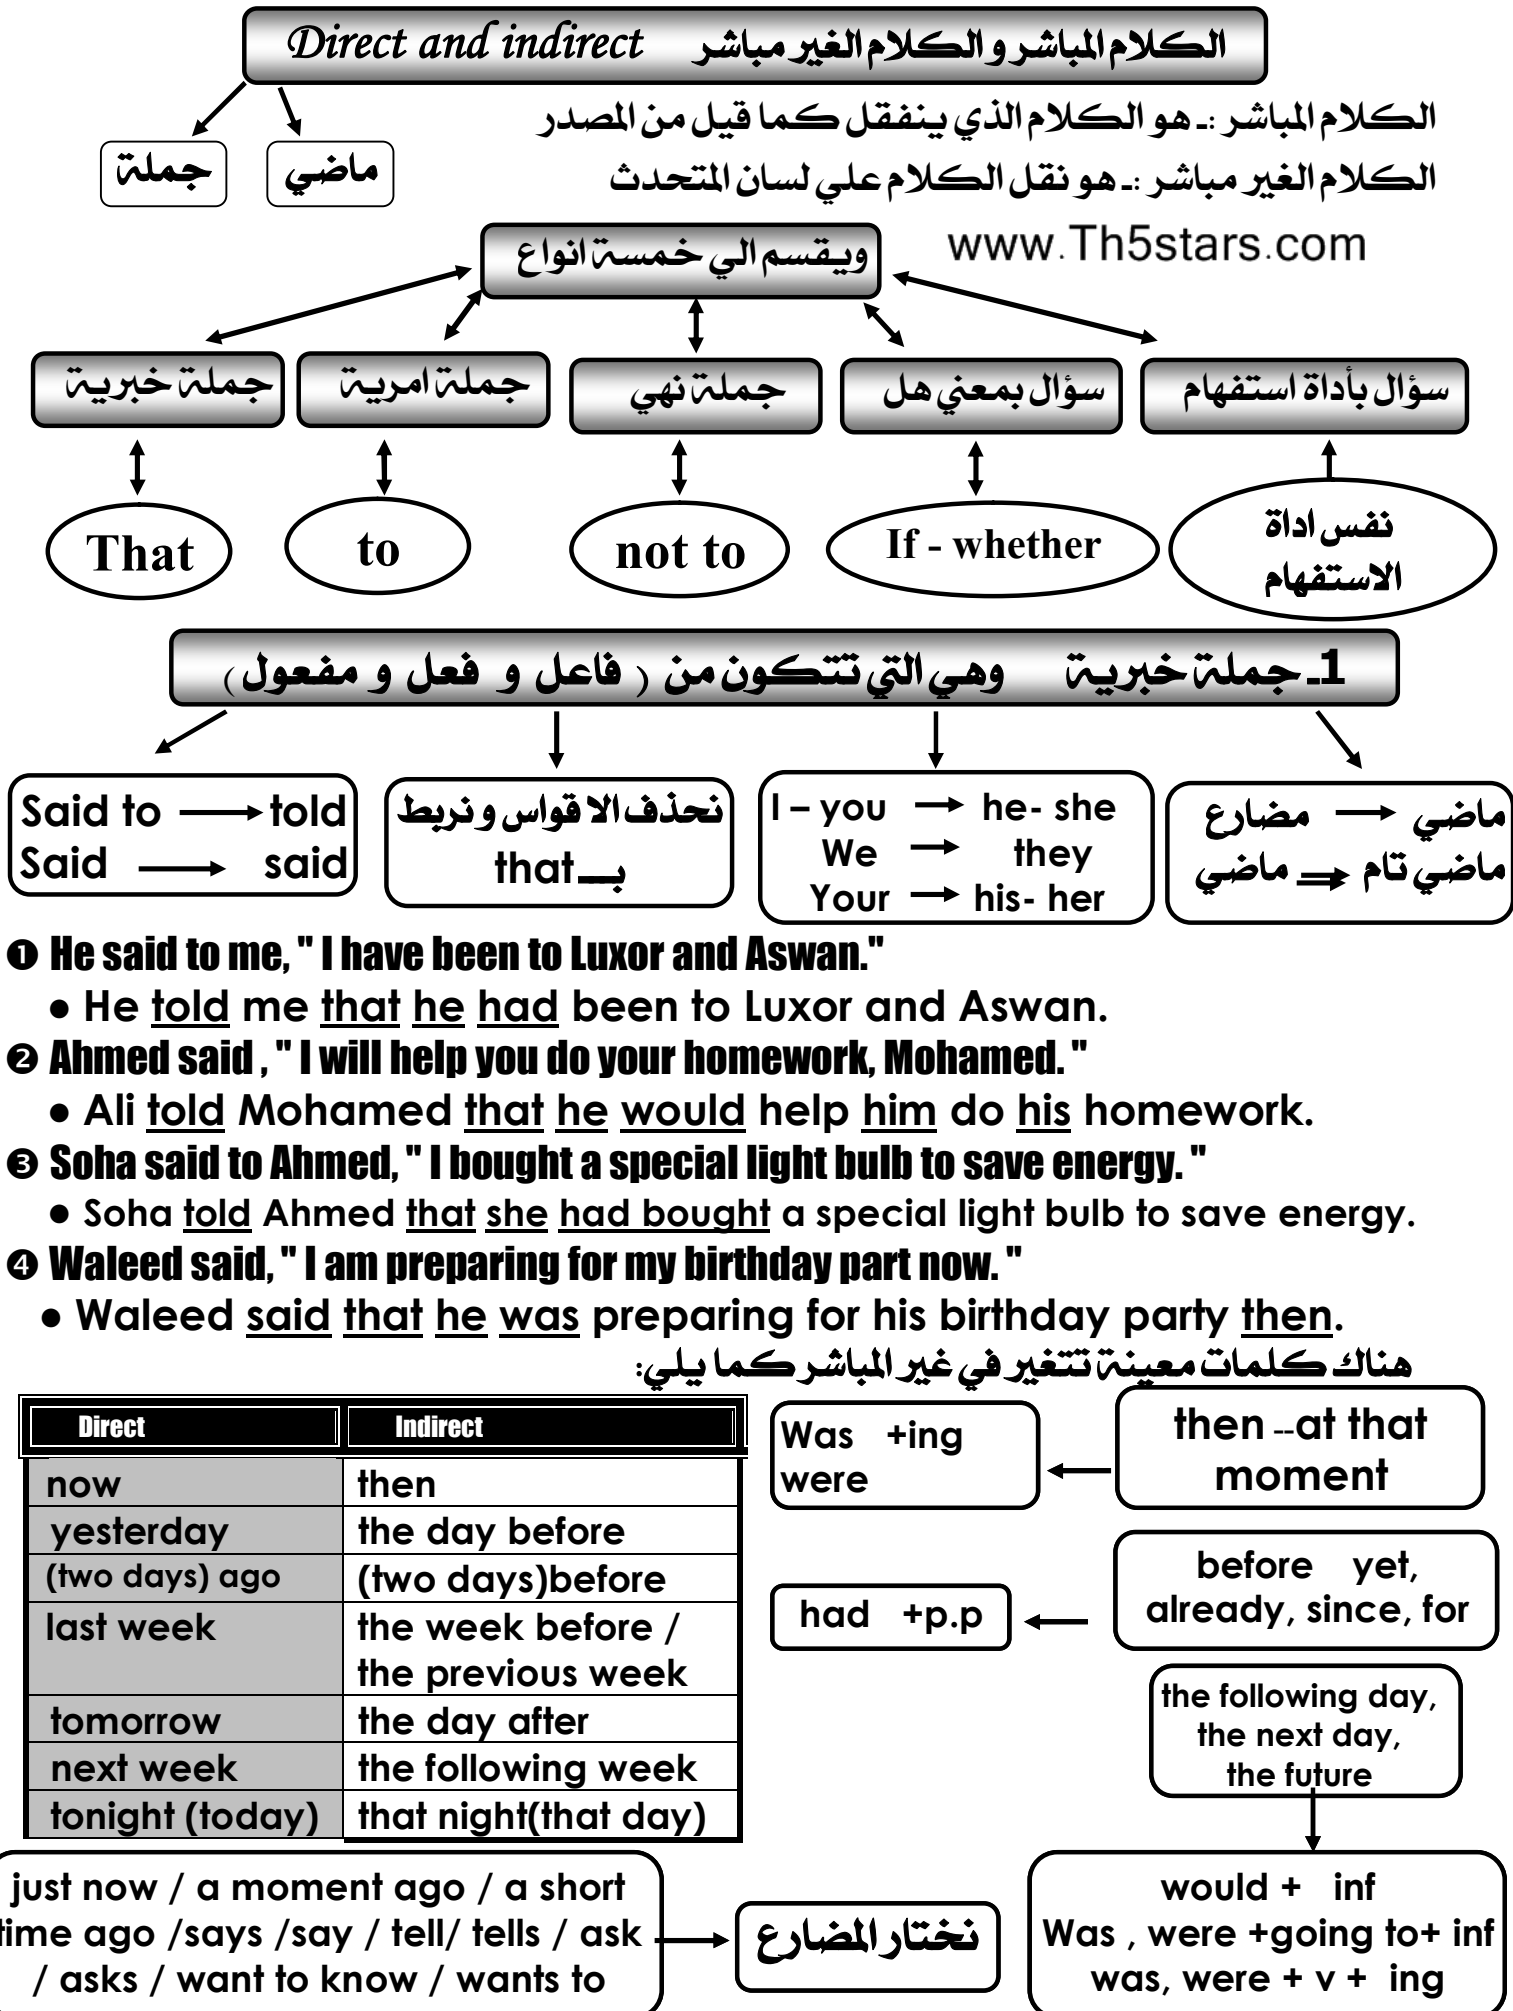 الكلام المباشر و الكلام الغير مباشر Direct and indirect
الكلام المباشر :ـ هو الكلام الذي ينفقل كما قيل من المصدر
ماضي
جملة
الكلام الغير مباشر :ـ هو نقل الكلام علي لسان المتحدث
www.Th5stars.com
ويقسم الي خمسة انواع
سؤال بأداة استفهام
سؤال بمعني هل
جملة نهي
جملة امرية
جملة خبرية
نفس اداة
الاستفهام
If - whether
not to
to
That
1ـ جملة خبرية وهي التي تتكون من ( فاعل و فعل و مفعول)
Said to → told
Said → said
نحذف الا قواس و نربط
بـــ that
I – you → he- she
We → they
Your → his- her
ماضي ← مضارع
ماضي تام ⇐ ماضي
❶ He said to me, " I have been to Luxor and Aswan."
● He told me that he had been to Luxor and Aswan.
❷ Ahmed said , " I will help you do your homework, Mohamed. "
● Ali told Mohamed that he would help him do his homework.
❸ Soha said to Ahmed, " I bought a special light bulb to save energy. "
● Soha told Ahmed that she had bought a special light bulb to save energy.
❹ Waleed said, " I am preparing for my birthday part now. "
● Waleed said that he was preparing for his birthday party then.
هناك كلمات معينة تتغير في غير المباشر كما يلي:
Direct Indirect
now then
yesterday the day before
(two days) ago (two days)before
last week the week before /
the previous week
tomorrow the day after
next week the following week
tonight (today) that night(that day)
Was +ing
were
then --at that
moment
had +p.p
before yet,
already, since, for
the following day,
the next day,
the future
would + inf
Was , were +going to+ inf
was, were + v + ing
just now / a moment ago / a short
time ago /says /say / tell/ tells / ask
/ asks / want to know / wants to
نختار المضارع